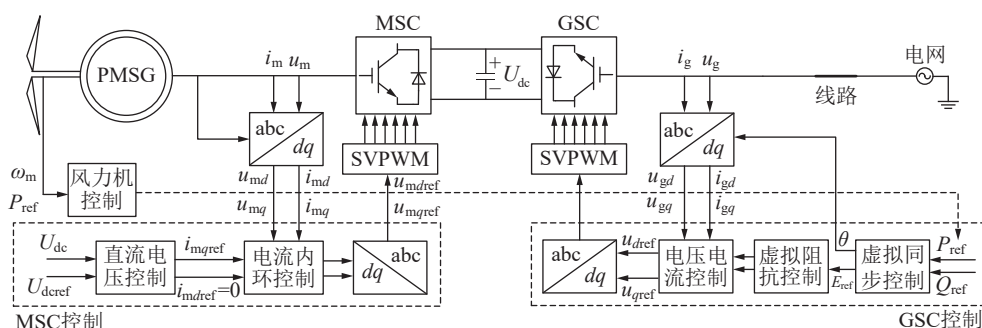 MSC
GSC
PMSG
i_m u_m
+
−
U_dc
i_g u_g
电网
线路
abc
dq
abc
dq
SVPWM
SVPWM
ω_m
P_ref
风力机
控制
u_md
u_mq
i_md
i_mq
u_mdref
u_mqref
u_gd
u_gq
i_gd
i_gq
U_dc
U_dcref
直流电
压控制
i_mqref
i_mdref=0
电流内
环控制
abc
dq
abc
dq
u_dref
u_qref
电压电
流控制
虚拟阻
抗控制
θ
E_ref
虚拟同
步控制
P_ref
Q_ref
MSC控制
GSC控制